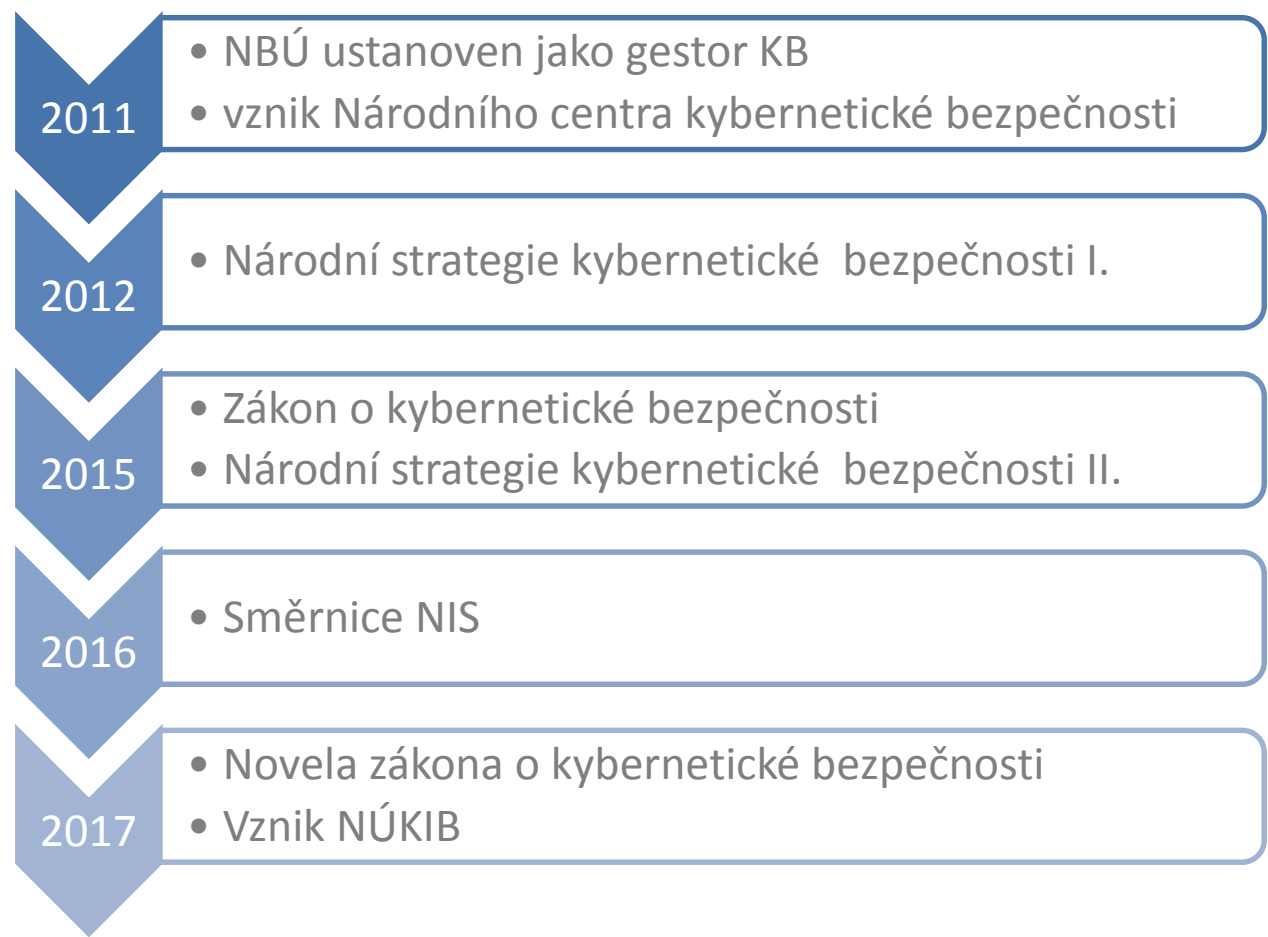 2011
• NBÚ ustanoven jako gestor KB
• vznik Národního centra kybernetické bezpečnosti
2012
• Národní strategie kybernetické  bezpečnosti I.
2015
• Zákon o kybernetické bezpečnosti
• Národní strategie kybernetické  bezpečnosti II.
2016
• Směrnice NIS
2017
• Novela zákona o kybernetické bezpečnosti
• Vznik NÚKIB